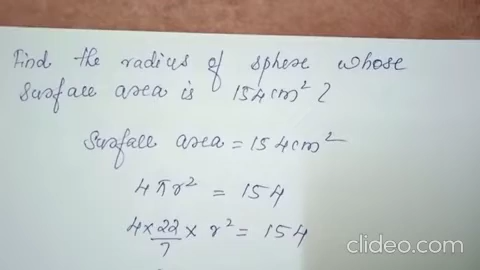 Find the radius of sphere whose
surface area is 154 cm² ?
Surface area = 154 cm²
4πr² = 154
4 × 22/7 × r² = 154
clideo.com